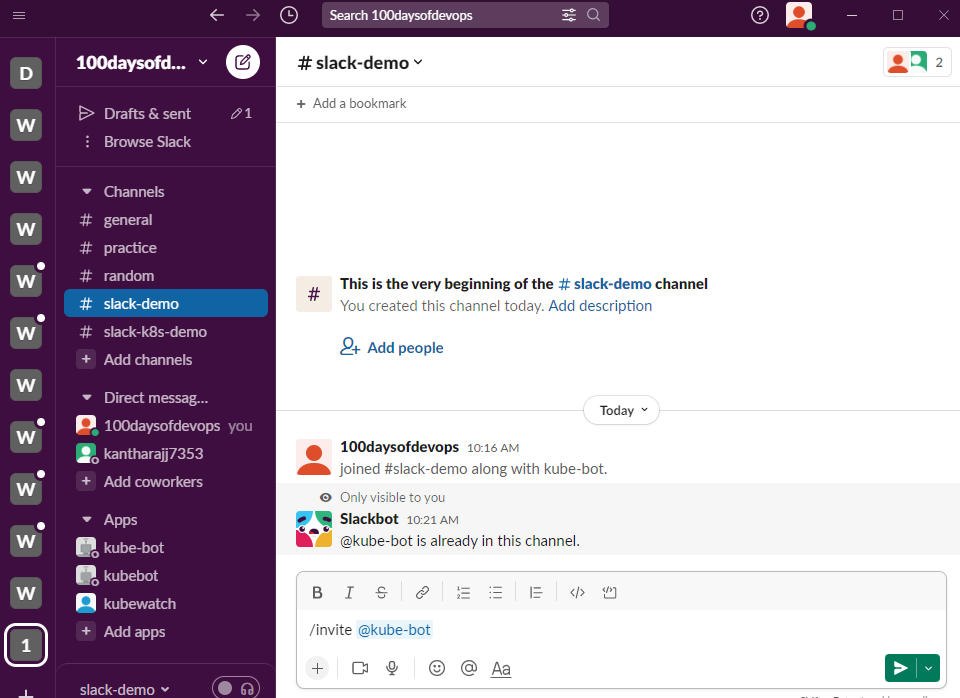 Search 100daysofdevops
D
W
W
W
W
W
W
W
W
W
W
1
100daysofd...
Drafts & sent
1
Browse Slack
Channels
# general
# practice
# random
# slack-demo
# slack-k8s-demo
+ Add channels
Direct messag...
100daysofdevops you
kantharajj7353
+ Add coworkers
Apps
kube-bot
kubebot
kubewatch
+ Add apps
slack-demo
# slack-demo
2
+ Add a bookmark
#
This is the very beginning of the # slack-demo channel
You created this channel today. Add description
Add people
Today
100daysofdevops 10:16 AM
joined #slack-demo along with kube-bot.
Only visible to you
Slackbot 10:21 AM
@kube-bot is already in this channel.
B I S
/invite @kube-bot
+ @ Aa